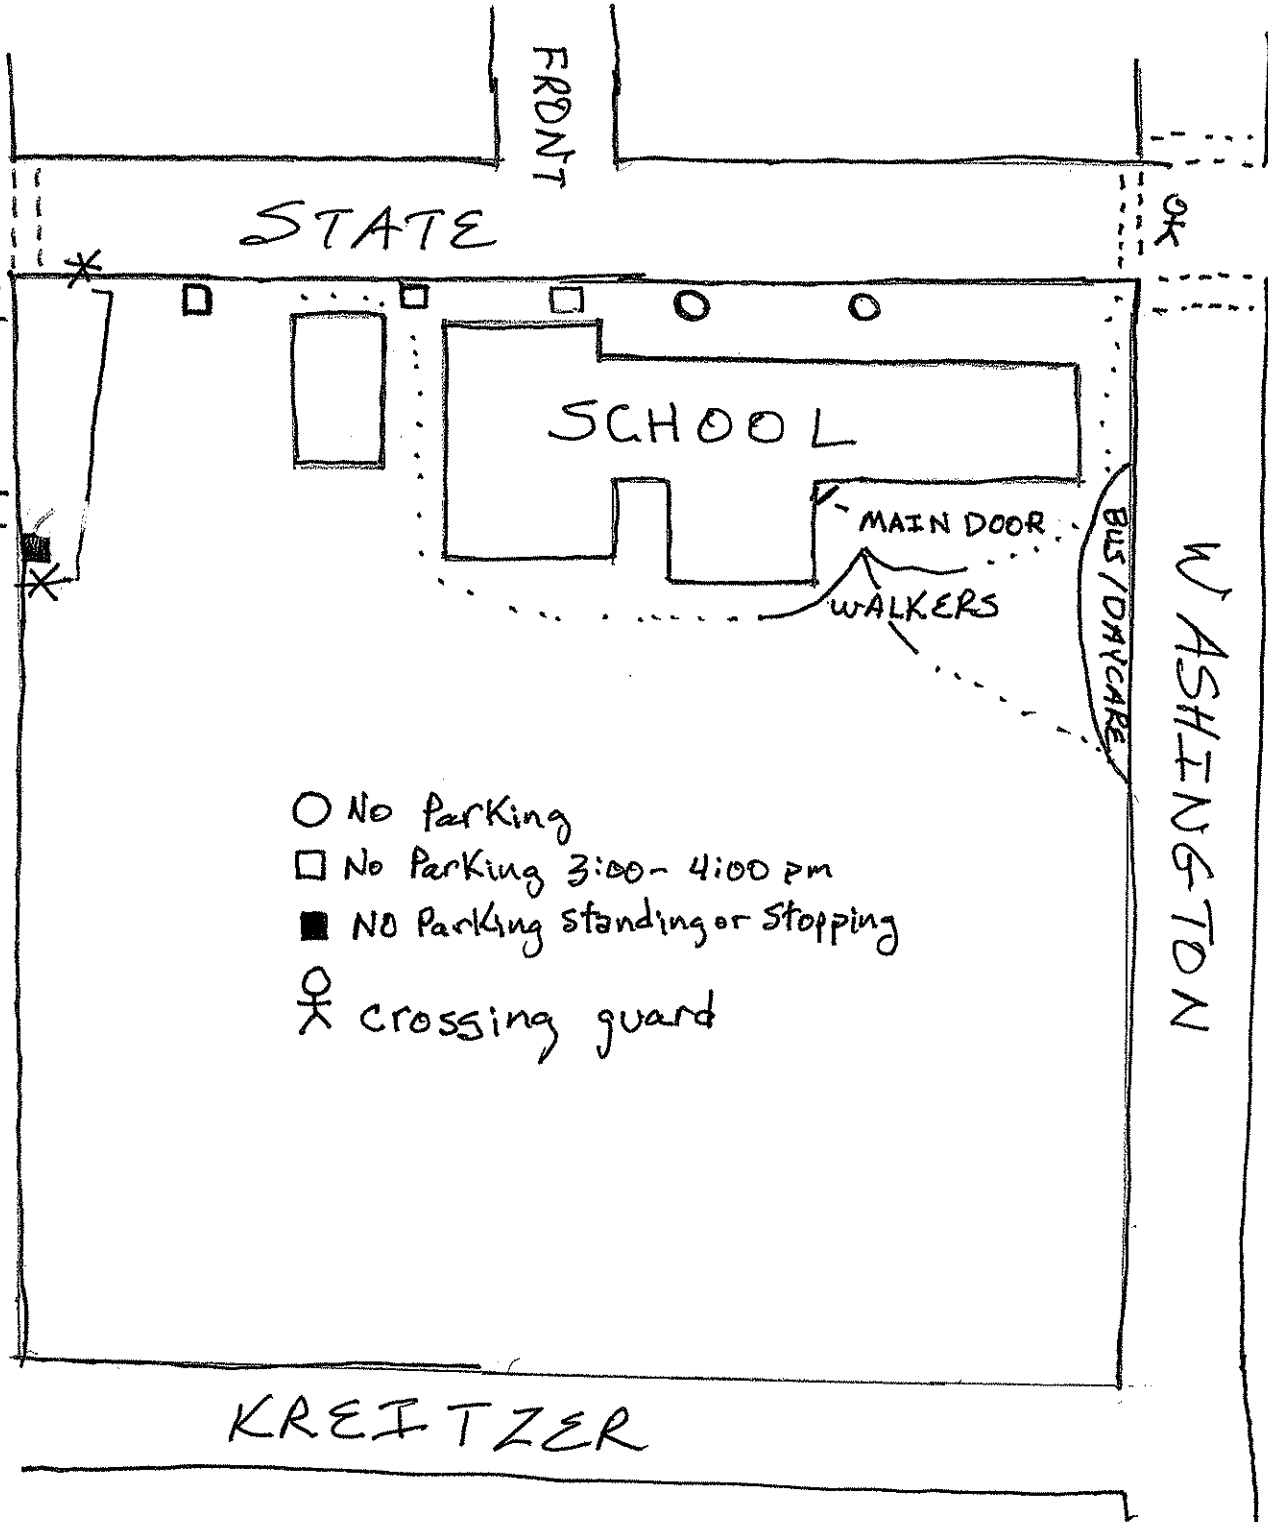 FRONT
STATE
SCHOOL
MAIN DOOR
WALKERS
BUS/DAYCARE
WASHINGTON
No Parking
No Parking 3:00-4:00 pm
NO Parking standing or stopping
crossing guard
KREITZER